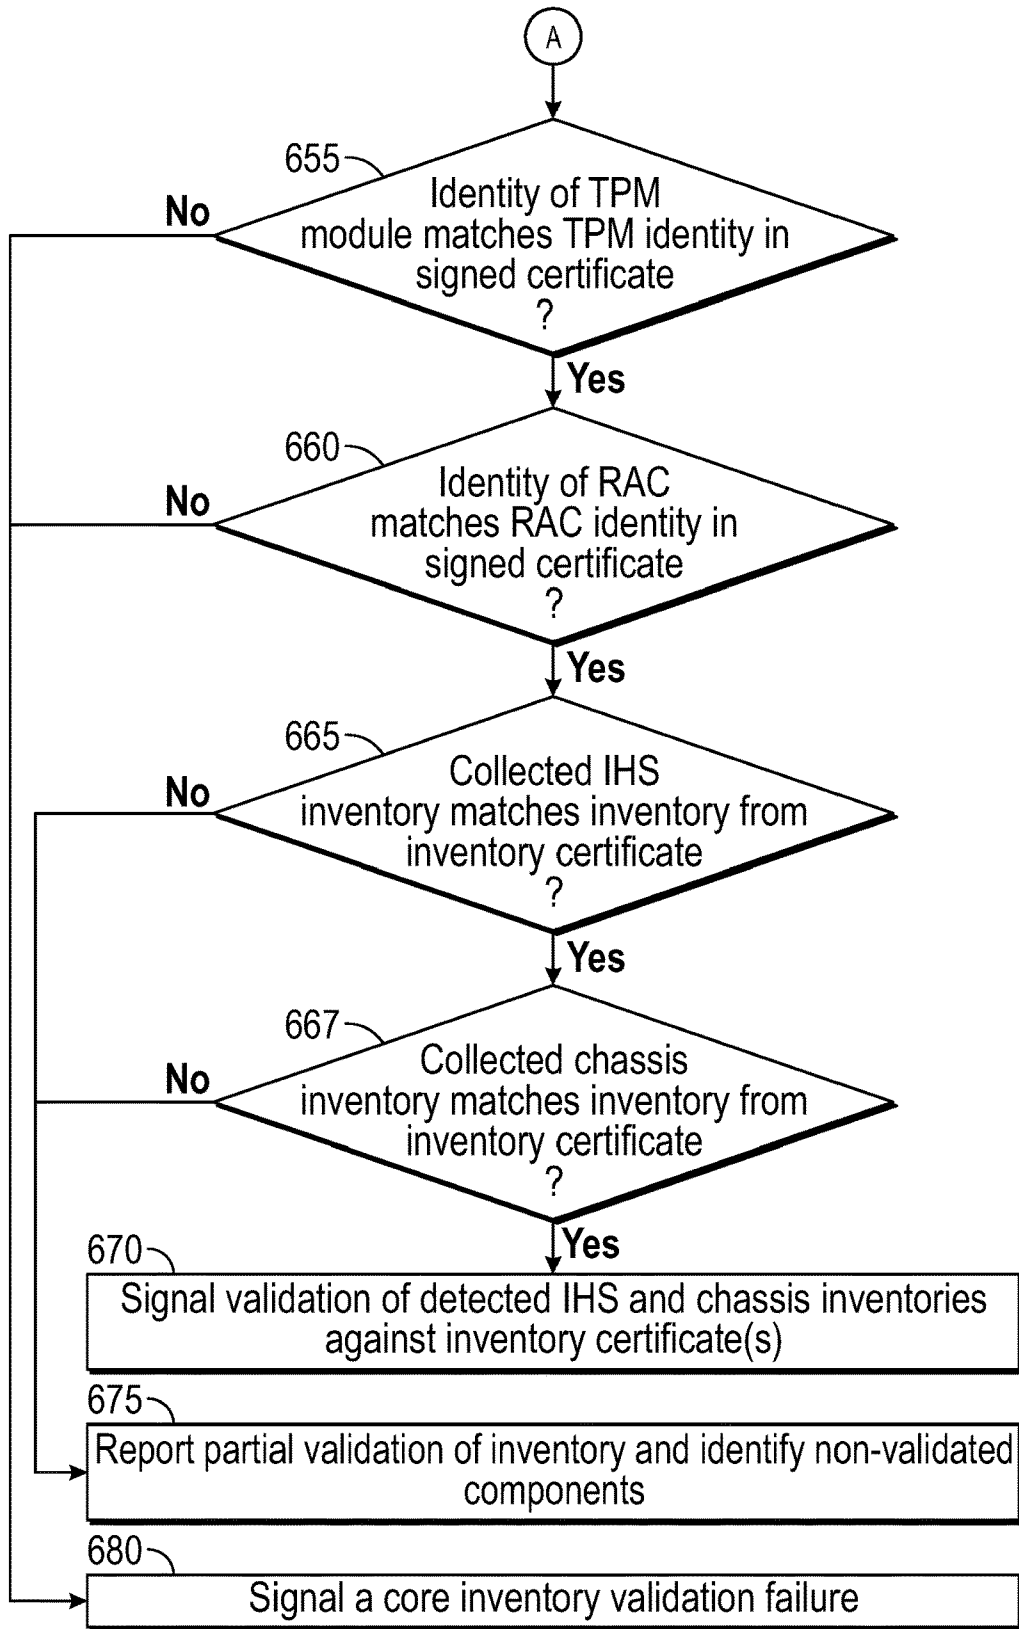 A
655
Identity of TPM
No
module matches TPM identity in
signed certificate
?
Yes
660
Identity of RAC
No
matches RAC identity in
signed certificate
?
Yes
665
Collected IHS
No
inventory matches inventory from
inventory certificate
?
Yes
667
Collected chassis
No
inventory matches inventory from
inventory certificate
?
Yes
670
Signal validation of detected IHS and chassis inventories
against inventory certificate(s)
675
Report partial validation of inventory and identify non-validated
components
680
Signal a core inventory validation failure